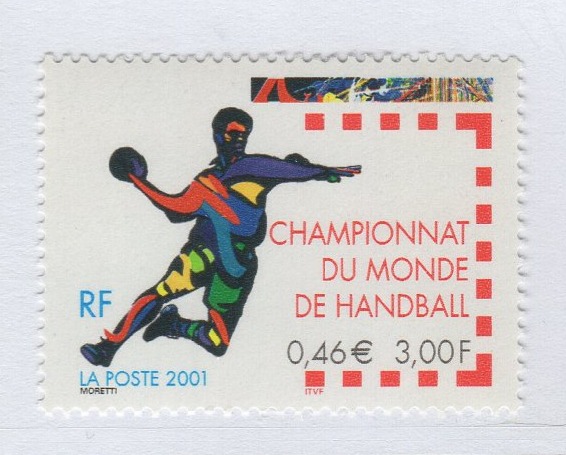 CHAMPIONNAT
DU MONDE
DE HANDBALL
RF
0,46€ 3,00F
LA POSTE 2001
MORETTI
ITVF